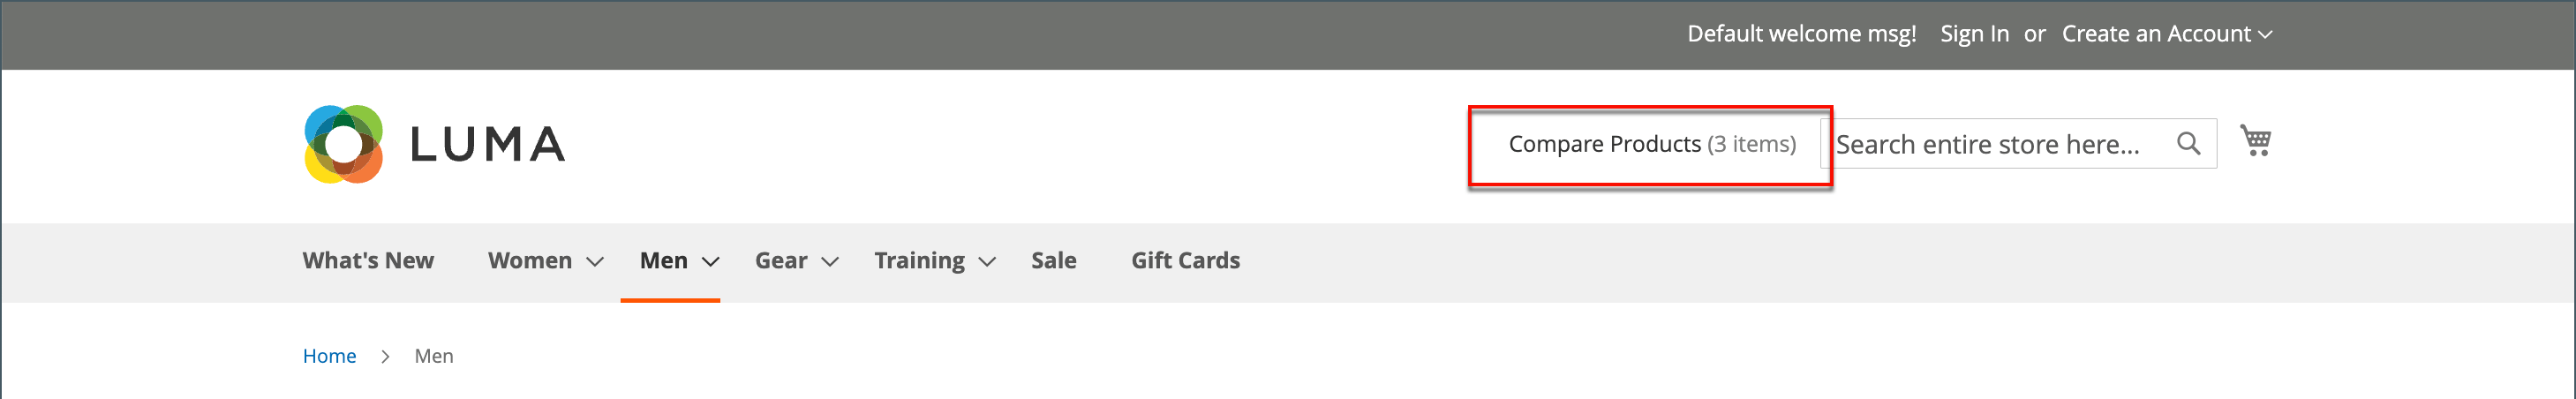 Default welcome msg! Sign In or Create an Account
LUMA
Compare Products (3 items)
Search entire store here...
What's New Women Men Gear Training Sale Gift Cards
Home > Men